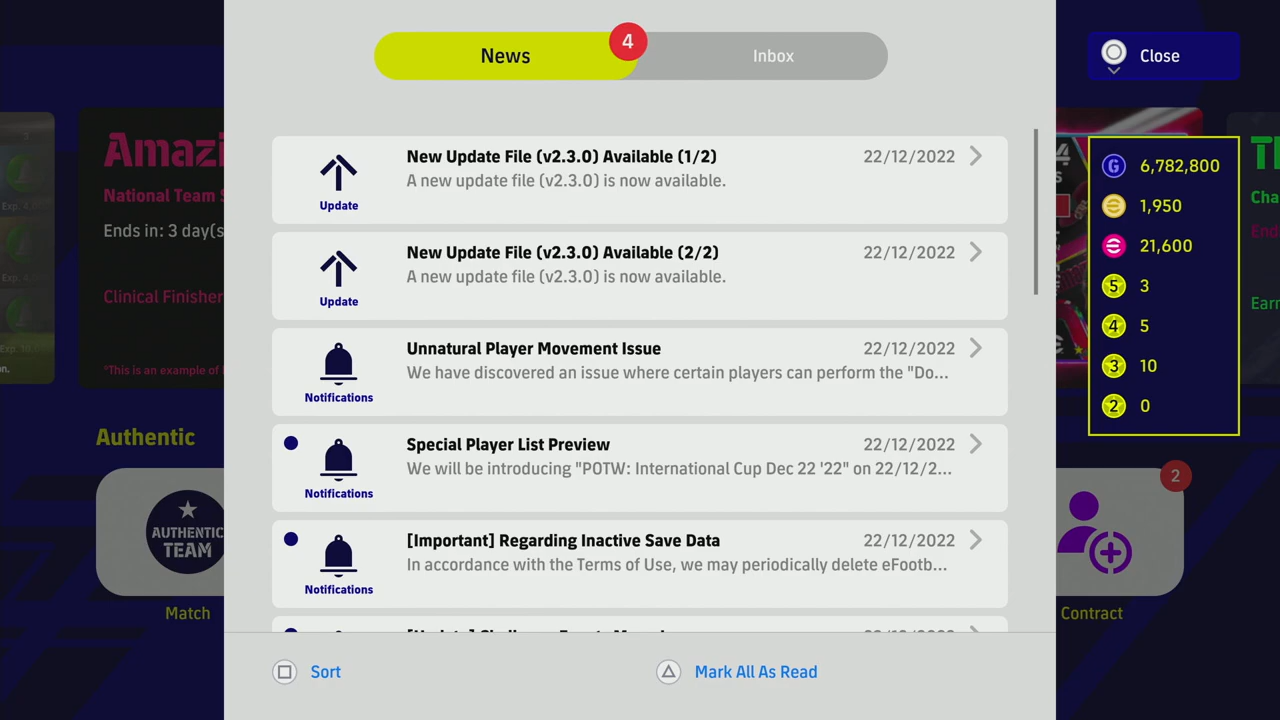 News
4
Inbox
Close
New Update File (v2.3.0) Available (1/2)
22/12/2022
A new update file (v2.3.0) is now available.
Update
New Update File (v2.3.0) Available (2/2)
22/12/2022
A new update file (v2.3.0) is now available.
Update
Unnatural Player Movement Issue
22/12/2022
We have discovered an issue where certain players can perform the "Do...
Notifications
Special Player List Preview
22/12/2022
We will be introducing "POTW: International Cup Dec 22 '22" on 22/12/2...
Notifications
[Important] Regarding Inactive Save Data
22/12/2022
In accordance with the Terms of Use, we may periodically delete eFootb...
Notifications
Sort
Mark All As Read
G 6,782,800
1,950
21,600
5 3
4 5
3 10
2 0
Amazi
National Team S
Ends in: 3 day(s
Clinical Finisher
*This is an example of
Authentic
AUTHENTIC
TEAM
Match
2
Contract
Cha
Earn